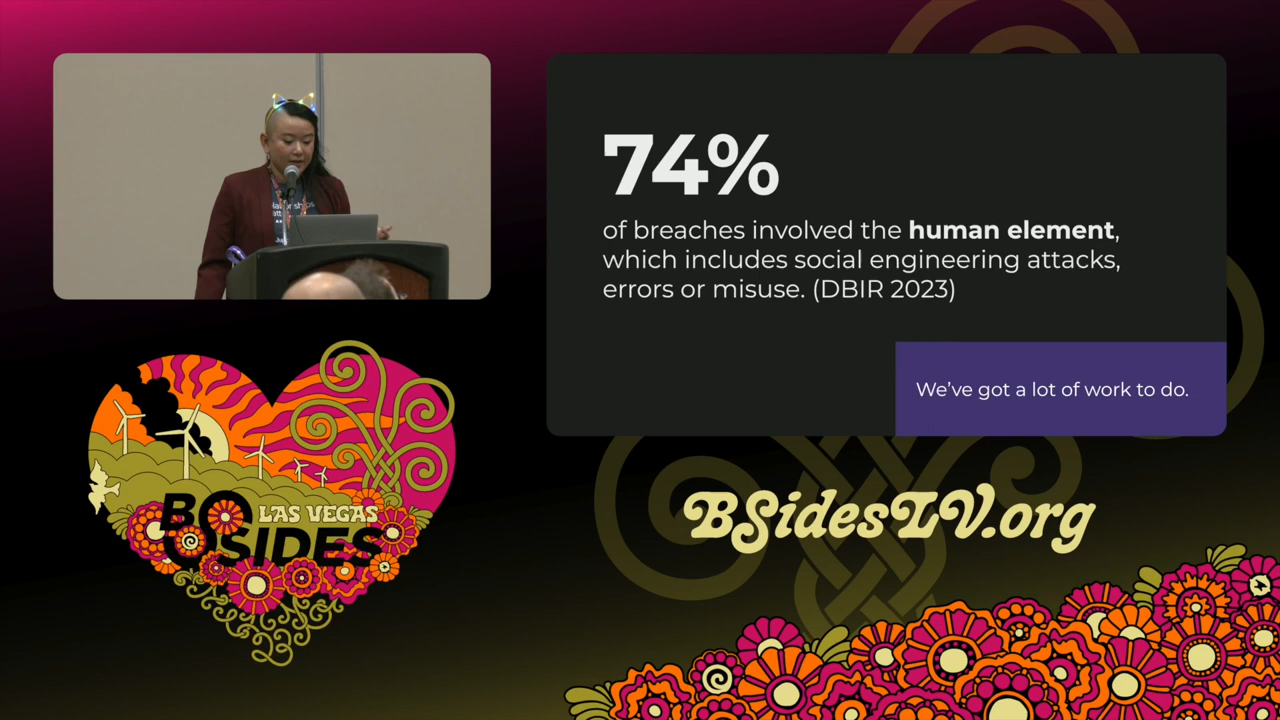 74%
of breaches involved the human element,
which includes social engineering attacks,
errors or misuse. (DBIR 2023)
We've got a lot of work to do.
LAS VEGAS
BSIDES
BSidesLV.org